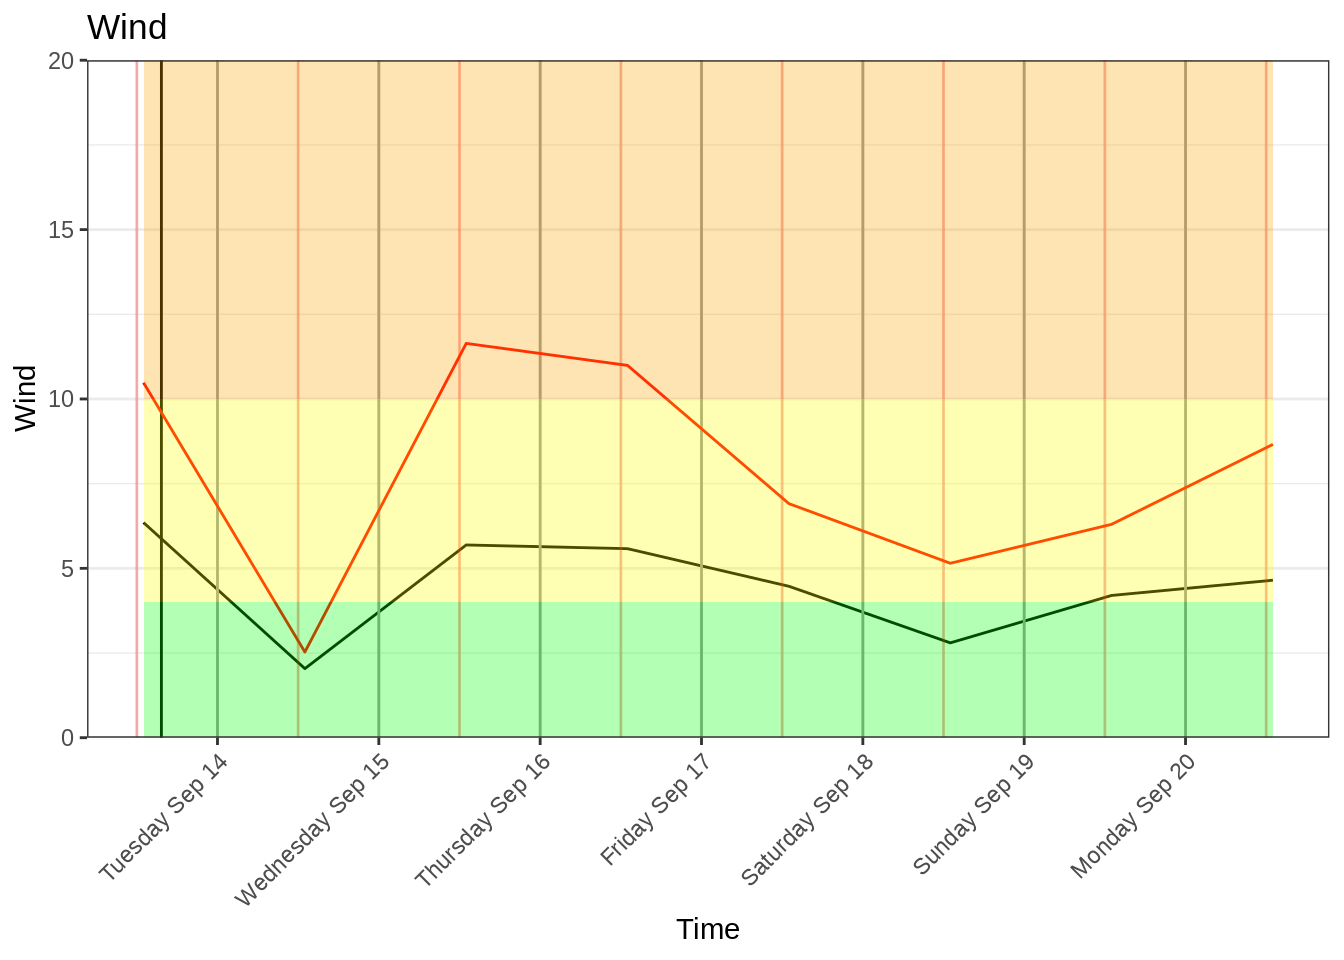 Wind
20
15
10
5
0
Wind
Tuesday Sep 14
Wednesday Sep 15
Thursday Sep 16
Friday Sep 17
Saturday Sep 18
Sunday Sep 19
Monday Sep 20
Time